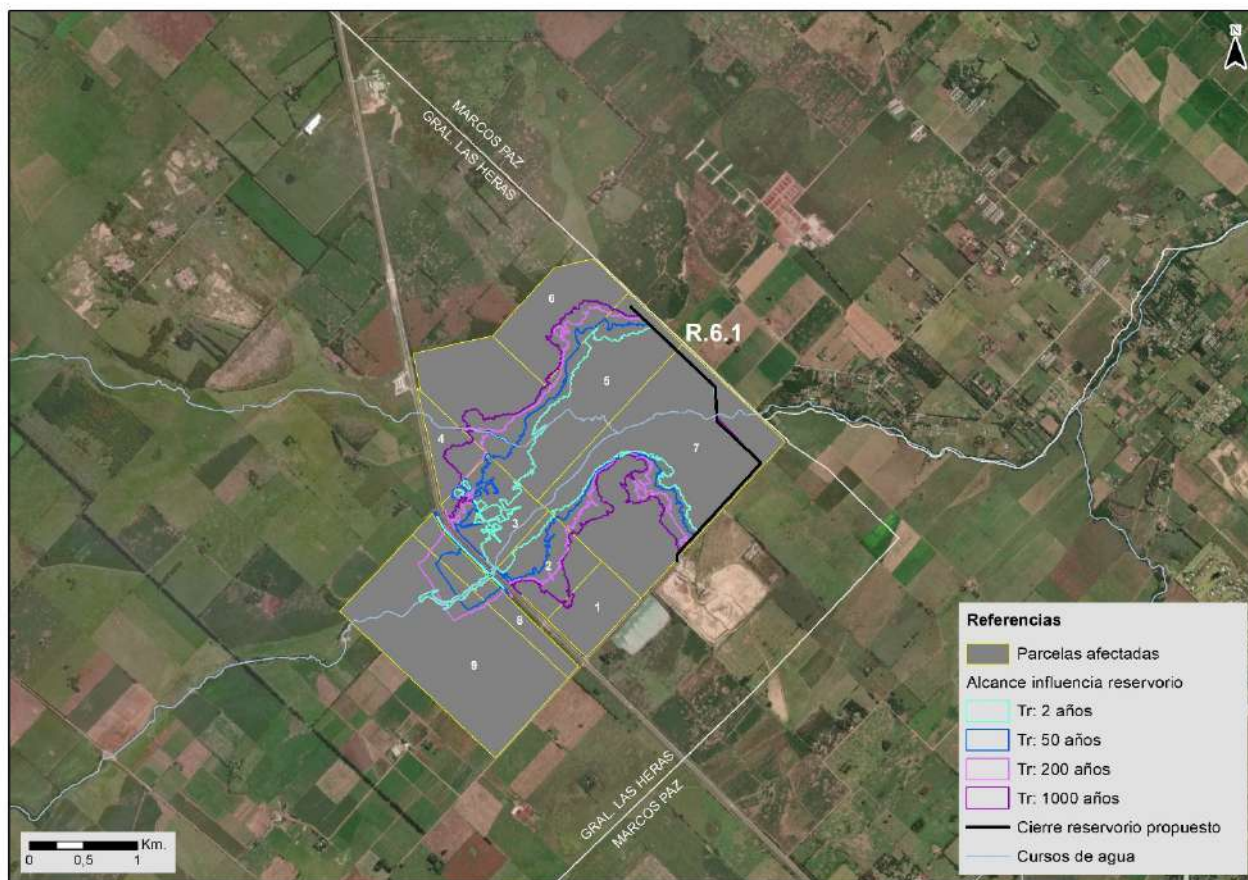 N
MARCOS PAZ
GRAL. LAS HERAS
6
R.6.1
5
4
7
3
2
1
8
9
GRAL. LAS HERAS
MARCOS PAZ
Referencias
Parcelas afectadas
Alcance influencia reservorio
Tr: 2 años
Tr: 50 años
Tr: 200 años
Tr: 1000 años
Cierre reservorio propuesto
Cursos de agua
Km.
0 0,5 1